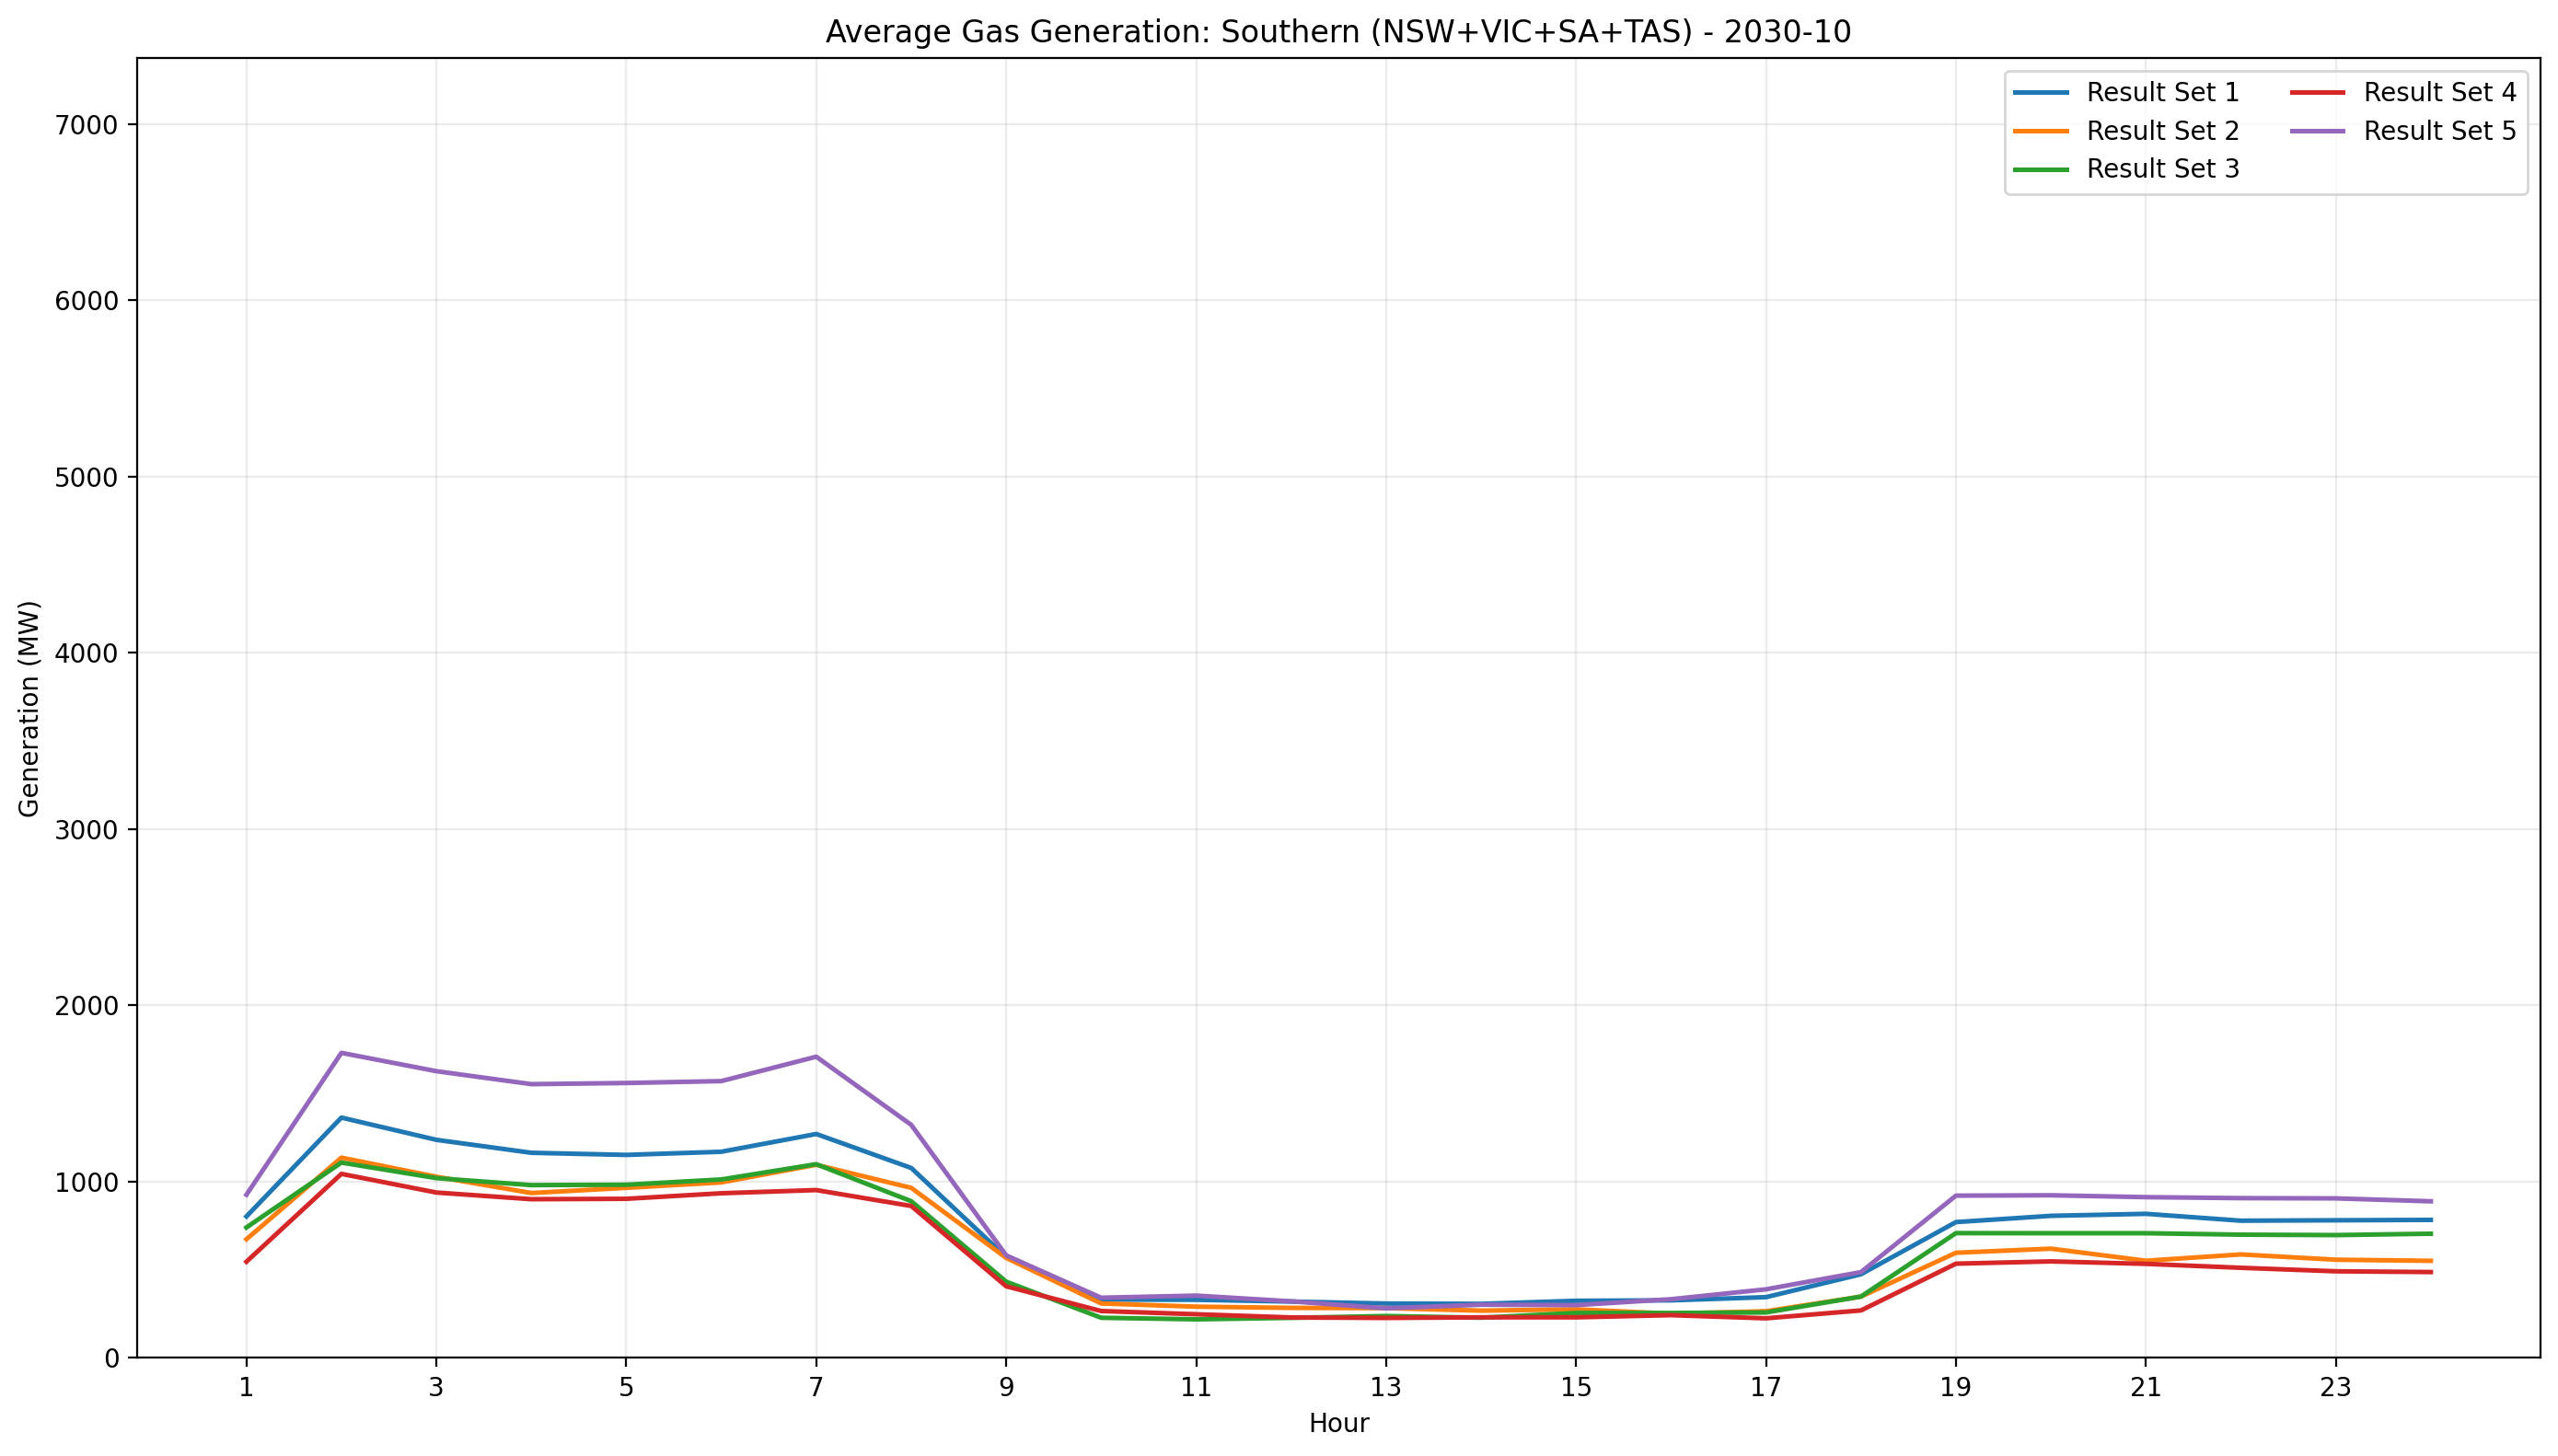 Average Gas Generation: Southern (NSW+VIC+SA+TAS) - 2030-10
Result Set 1
Result Set 2
Result Set 3
Result Set 4
Result Set 5
7000
6000
5000
4000
3000
2000
1000
0
Generation (MW)
1 3 5 7 9 11 13 15 17 19 21 23
Hour